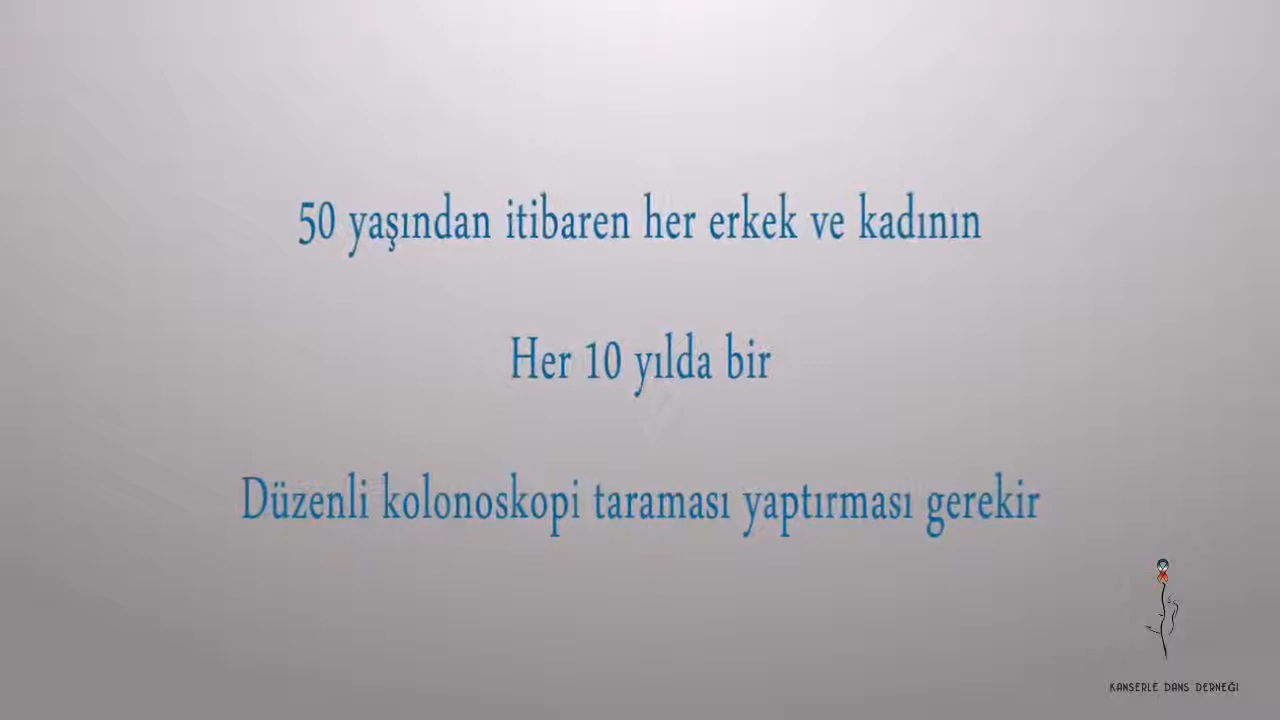 50 yaşından itibaren her erkek ve kadının
Her 10 yılda bir
Düzenli kolonoskopi taraması yaptırması gerekir
KANSERLE DANS DERNEĞİ